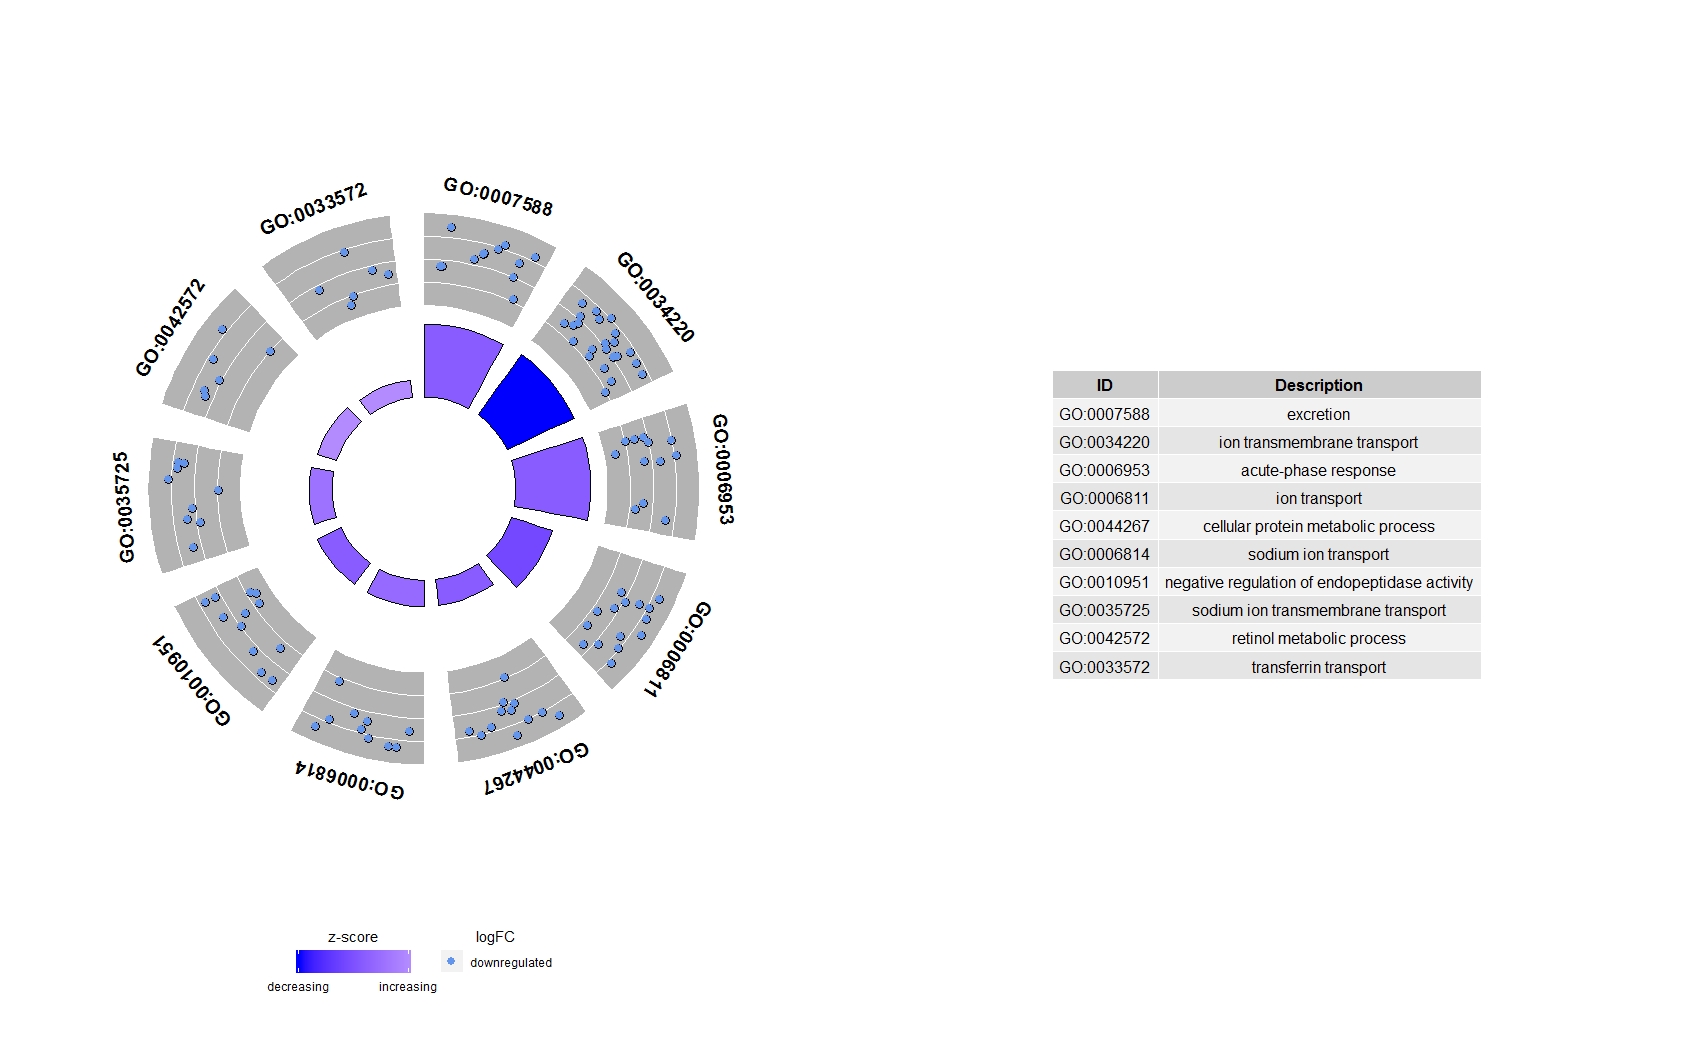 GO:0007588
GO:0034220
GO:0006953
GO:0006811
GO:0044267
GO:0006814
GO:0010951
GO:0035725
GO:0042572
GO:0033572
ID Description
GO:0007588 excretion
GO:0034220 ion transmembrane transport
GO:0006953 acute-phase response
GO:0006811 ion transport
GO:0044267 cellular protein metabolic process
GO:0006814 sodium ion transport
GO:0010951 negative regulation of endopeptidase activity
GO:0035725 sodium ion transmembrane transport
GO:0042572 retinol metabolic process
GO:0033572 transferrin transport
z-score
decreasing increasing
logFC
downregulated